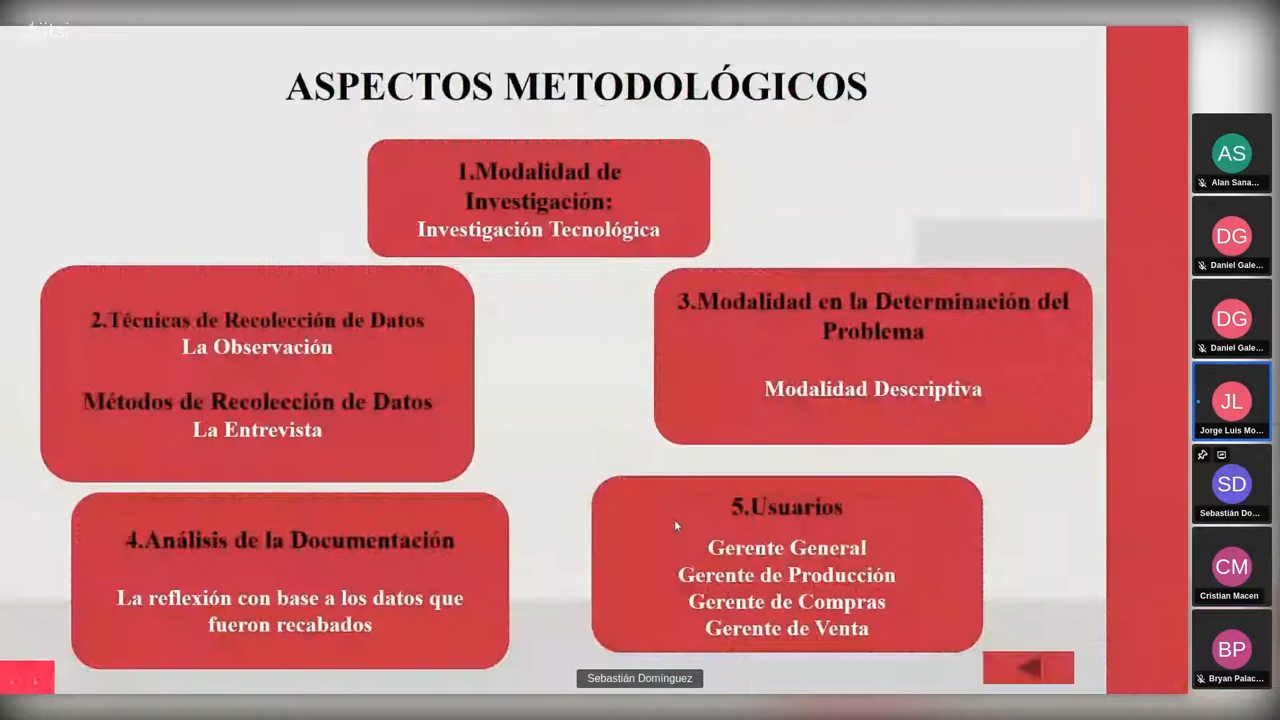 ASPECTOS METODOLÓGICOS
1.Modalidad de
Investigación:
Investigación Tecnológica
2.Técnicas de Recolección de Datos
La Observación
Métodos de Recolección de Datos
La Entrevista
3.Modalidad en la Determinación del
Problema
Modalidad Descriptiva
4.Análisis de la Documentación
La reflexión con base a los datos que
fueron recabados
5.Usuarios
Gerente General
Gerente de Producción
Gerente de Compras
Gerente de Venta
Sebastián Domínguez
AS
Alan Sana...
DG
Daniel Gale...
DG
Daniel Gale...
JL
Jorge Luis Mo...
SD
Sebastián Do...
CM
Cristian Macen
BP
Bryan Palac...